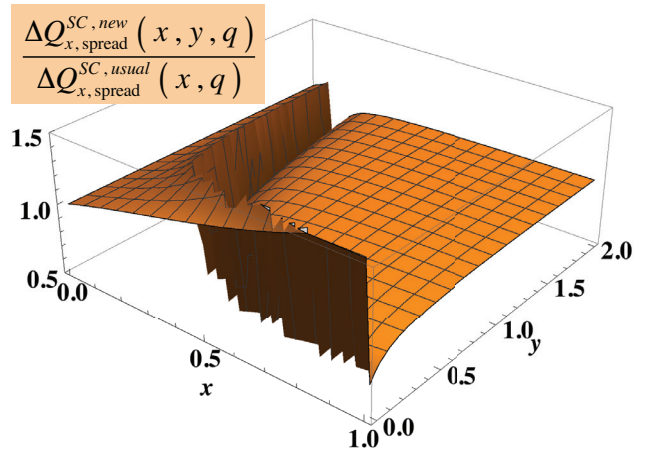 ΔQ^{SC, new}_{x, spread} ( x , y , q )
ΔQ^{SC, usual}_{x, spread} ( x , q )
1.5
1.0
0.5
0.0
0.5
1.0
x
0.0
0.5
1.0
1.5
2.0
y